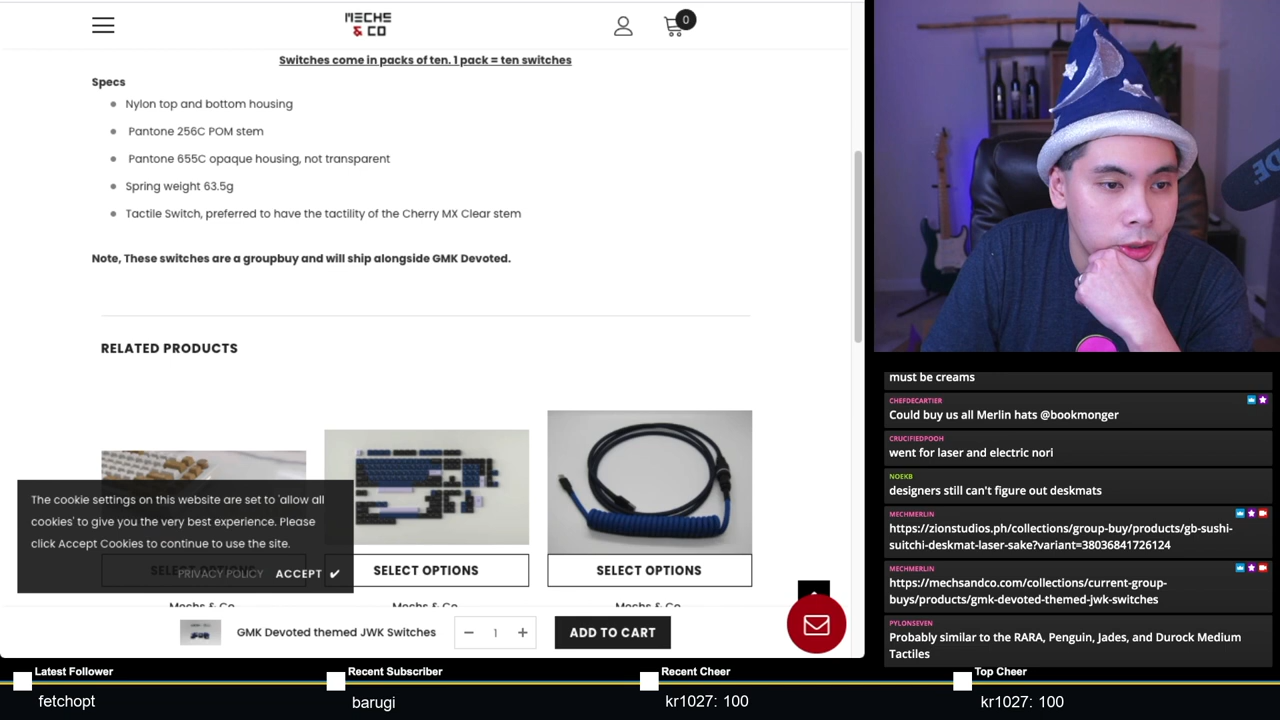 MECHS
& CO
0
Switches come in packs of ten. 1 pack = ten switches
Specs
Nylon top and bottom housing
Pantone 256C POM stem
Pantone 655C opaque housing, not transparent
Spring weight 63.5g
Tactile Switch, preferred to have the tactility of the Cherry MX Clear stem
Note, These switches are a groupbuy and will ship alongside GMK Devoted.
RELATED PRODUCTS
The cookie settings on this website are set to 'allow all
cookies' to give you the very best experience. Please
click Accept Cookies to continue to use the site.
PRIVACY POLICY ACCEPT ✔
SELECT OPTIONS
SELECT OPTIONS
SELECT OPTIONS
Mechs & Co
Mechs & Co
Mechs & Co
GMK Devoted themed JWK Switches
− 1 +
ADD TO CART
must be creams
CHEFDECARTIER
Could buy us all Merlin hats @bookmonger
CRUCIFIEDPOOH
went for laser and electric nori
NOEKB
designers still can't figure out deskmats
MECHMERLIN
https://zionstudios.ph/collections/group-buy/products/gb-sushi-
suitchi-deskmat-laser-sake?variant=38036841726124
MECHMERLIN
https://mechsandco.com/collections/current-group-
buys/products/gmk-devoted-themed-jwk-switches
PYLONSEVEN
Probably similar to the RARA, Penguin, Jades, and Durock Medium
Tactiles
Latest Follower
fetchopt
Recent Subscriber
barugi
Recent Cheer
kr1027: 100
Top Cheer
kr1027: 100